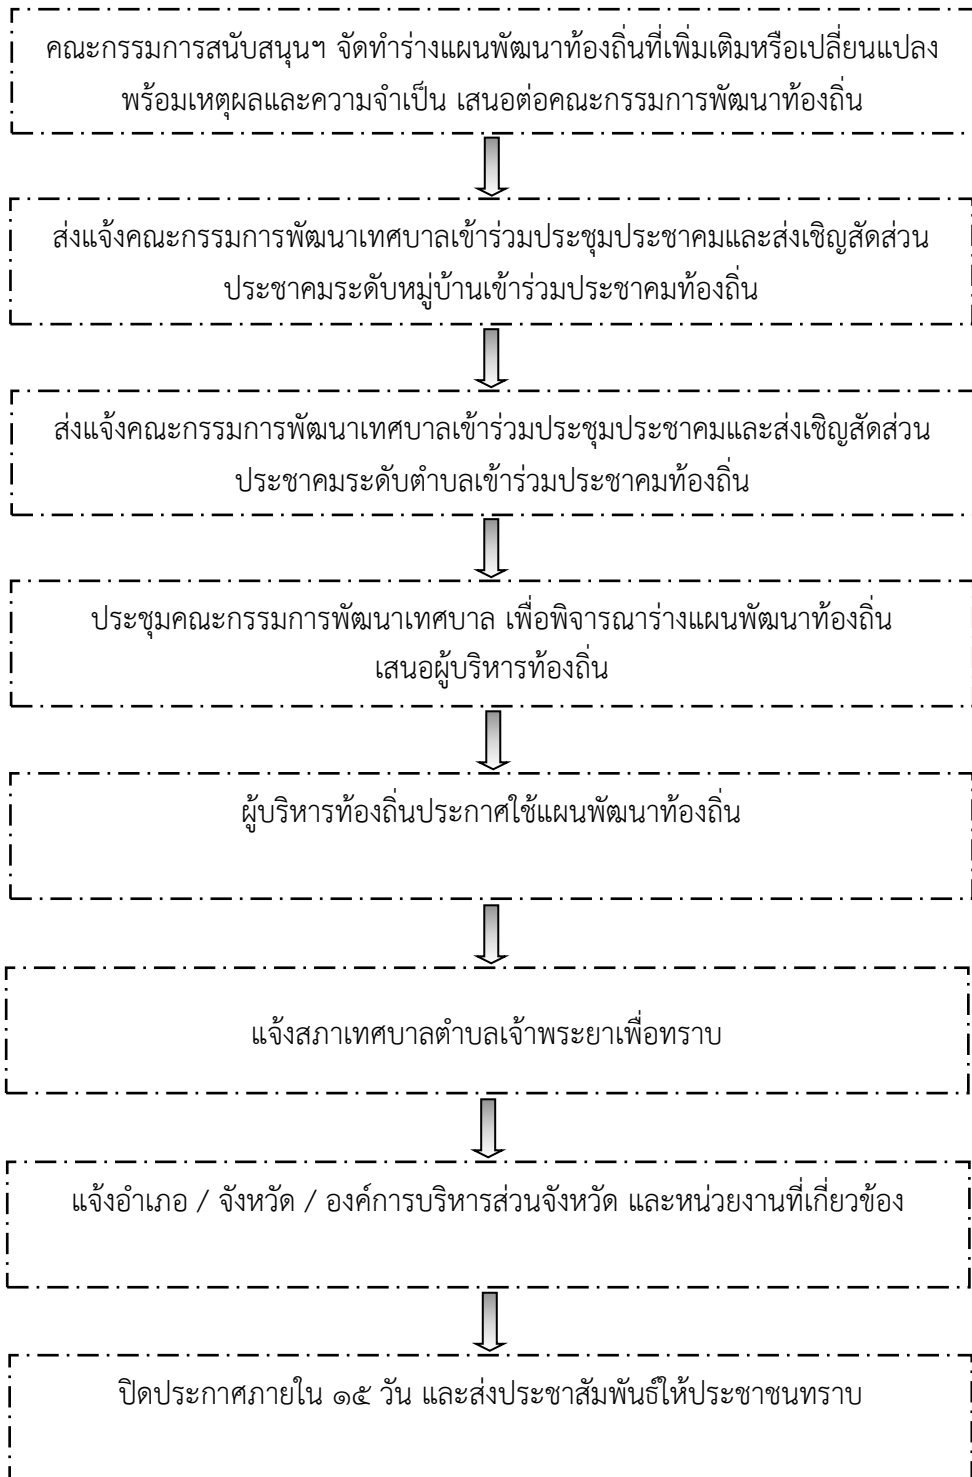 คณะกรรมการสนับสนุนฯ จัดทำร่างแผนพัฒนาท้องถิ่นที่เพิ่มเติมหรือเปลี่ยนแปลง
พร้อมเหตุผลและความจำเป็น เสนอต่อคณะกรรมการพัฒนาท้องถิ่น
ส่งแจ้งคณะกรรมการพัฒนาเทศบาลเข้าร่วมประชุมประชาคมและส่งเชิญสัดส่วน
ประชาคมระดับหมู่บ้านเข้าร่วมประชาคมท้องถิ่น
ส่งแจ้งคณะกรรมการพัฒนาเทศบาลเข้าร่วมประชุมประชาคมและส่งเชิญสัดส่วน
ประชาคมระดับตำบลเข้าร่วมประชาคมท้องถิ่น
ประชุมคณะกรรมการพัฒนาเทศบาล เพื่อพิจารณาร่างแผนพัฒนาท้องถิ่น
เสนอผู้บริหารท้องถิ่น
ผู้บริหารท้องถิ่นประกาศใช้แผนพัฒนาท้องถิ่น
แจ้งสภาเทศบาลตำบลเจ้าพระยาเพื่อทราบ
แจ้งอำเภอ / จังหวัด / องค์การบริหารส่วนจังหวัด และหน่วยงานที่เกี่ยวข้อง
ปิดประกาศภายใน ๑๕ วัน และส่งประชาสัมพันธ์ให้ประชาชนทราบ